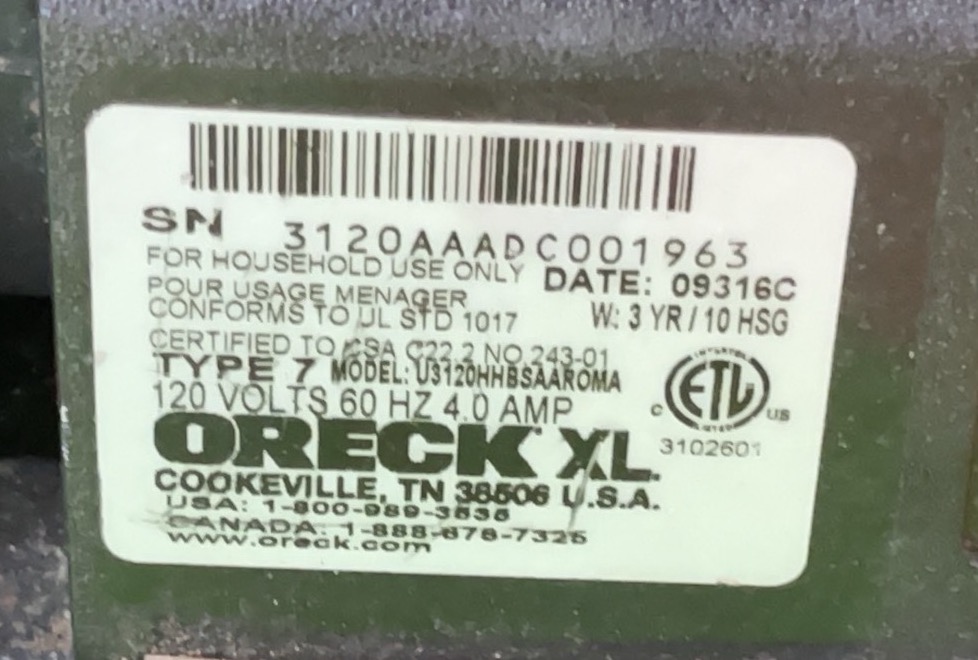 SN 3120AAADC001963
FOR HOUSEHOLD USE ONLY DATE: 09316C
POUR USAGE MENAGER
CONFORMS TO UL STD 1017 W: 3 YR / 10 HSG
CERTIFIED TO CSA C22.2 NO.243-01
TYPE 7 MODEL: U3120HHBSAAROMA
120 VOLTS 60 HZ 4.0 AMP
INTERTEK
C ETL US
LISTED
3102601
ORECK XL
COOKEVILLE, TN 38506 U.S.A.
USA: 1-800-989-3535
CANADA: 1-888-676-7325
www.oreck.com